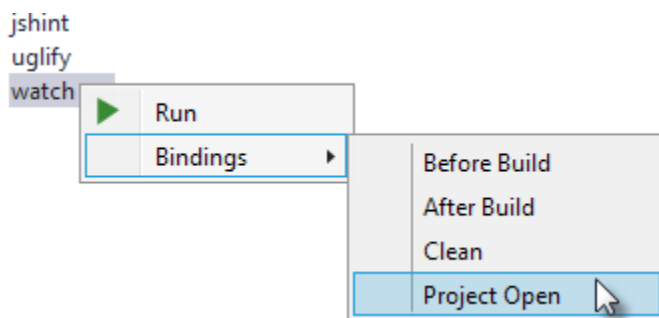 jshint
uglify
watch
Run
Bindings
Before Build
After Build
Clean
Project Open